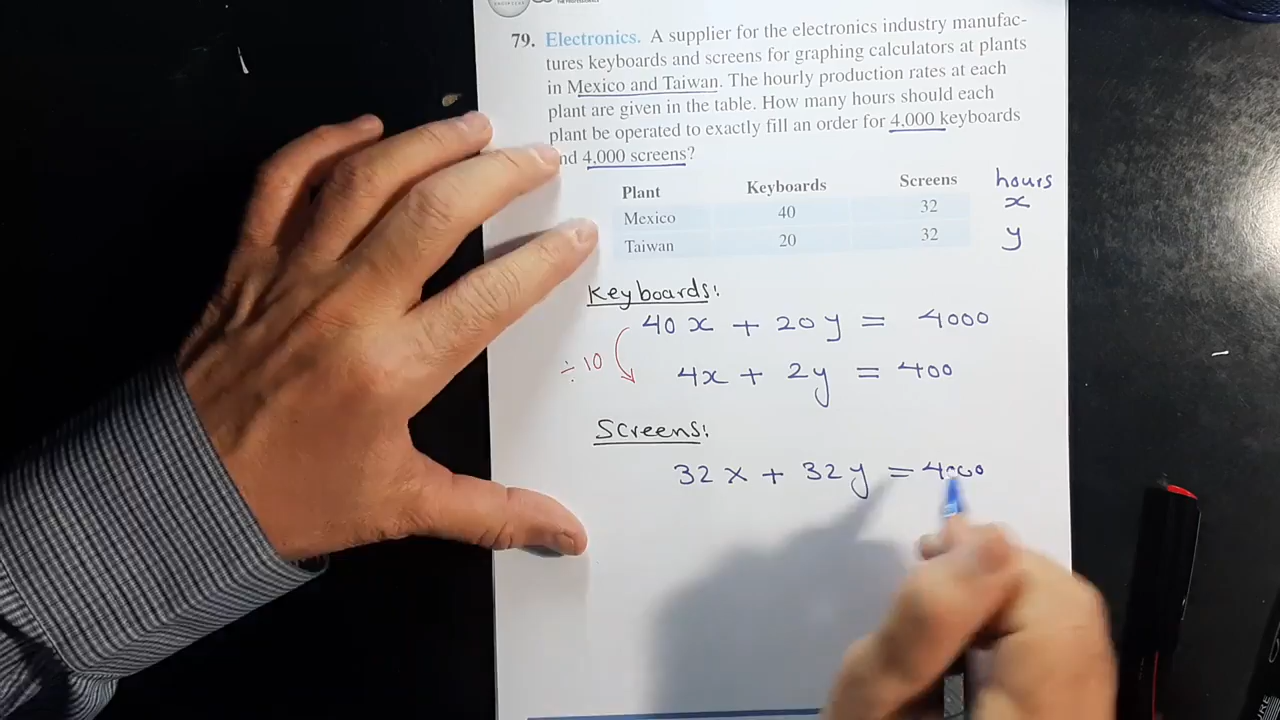 79. Electronics. A supplier for the electronics industry manufac-
tures keyboards and screens for graphing calculators at plants
in Mexico and Taiwan. The hourly production rates at each
plant are given in the table. How many hours should each
plant be operated to exactly fill an order for 4,000 keyboards
nd 4,000 screens?
Plant Keyboards Screens hours
Mexico 40 32 x
Taiwan 20 32 y
Keyboards:
40x + 20y = 4000
÷10
4x + 2y = 400
Screens:
32x + 32y = 4000